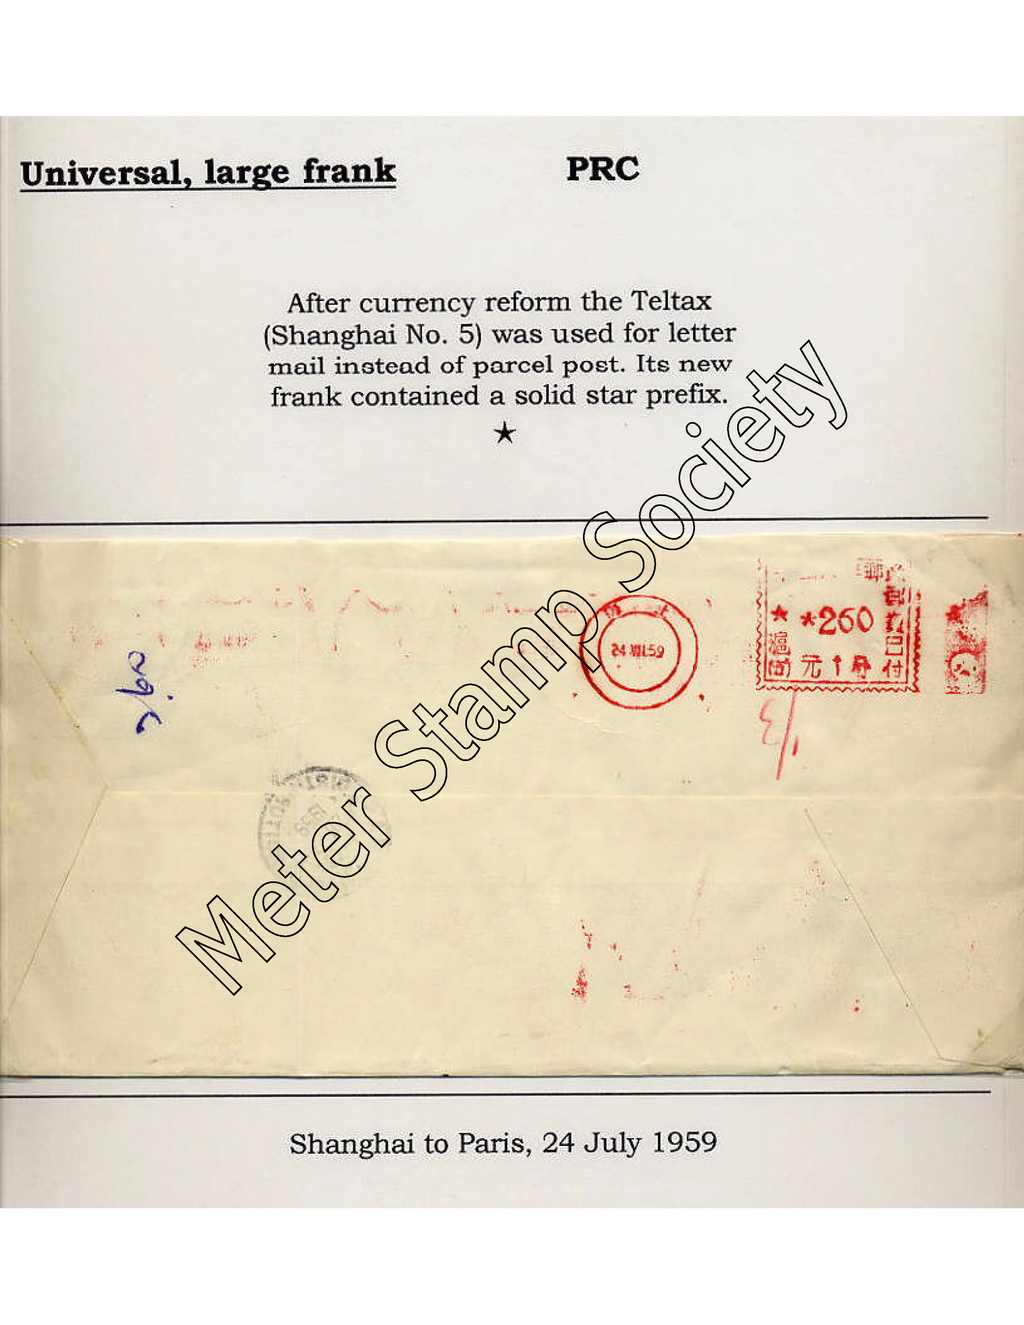 Universal, large frank
PRC
After currency reform the Teltax
(Shanghai No. 5) was used for letter
mail instead of parcel post. Its new
frank contained a solid star prefix.
★
Meter Stamp Society
24 VII 59
★ *260
1959
Shanghai to Paris, 24 July 1959